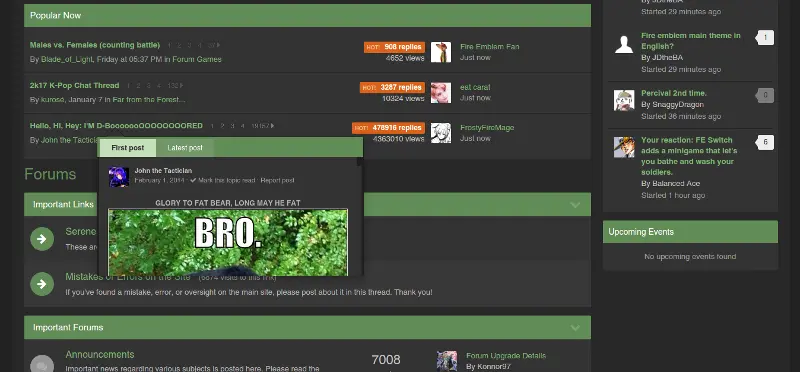 Popular Now
Males vs. Females (counting battle) 1 2 3 4
By Blade_of_Light, Friday at 05:37 PM in Forum Games
HOT! 908 replies
4652 views
Fire Emblem Fan
Just now
2k17 K-Pop Chat Thread 1 2 3 4 132
By kurose, January 7 in Far from the Forest...
HOT! 3287 replies
10324 views
eat carat
Just now
Hello, Hi, Hey: I'M D-BooooooOOOOOOOORED 1 2 3 4 19157
By John the Tactician
HOT! 478916 replies
4363010 views
FrostyFireMage
Just now
First post Latest post
John the Tactician
February 1, 2014 · Mark this topic read · Report post
GLORY TO FAT BEAR, LONG MAY HE FAT
BRO.
Forums
Important Links
Serene
These are
Mistakes or Errors on the Site (6874 visits to this link)
If you've found a mistake, error, or oversight on the main site, please post about it in this thread. Thank you!
Important Forums
Announcements
Important news regarding various subjects is posted here. Please read the
7008
Forum Upgrade Details
By Konnor97
By JDtheBA
Started 29 minutes ago
Fire emblem main theme in
English?
By JDtheBA
Started 29 minutes ago
1
Percival 2nd time.
By SnaggyDragon
Started 36 minutes ago
0
Your reaction: FE Switch
adds a minigame that let's
you bathe and wash your
soldiers.
By Balanced Ace
Started 1 hour ago
6
Upcoming Events
No upcoming events found